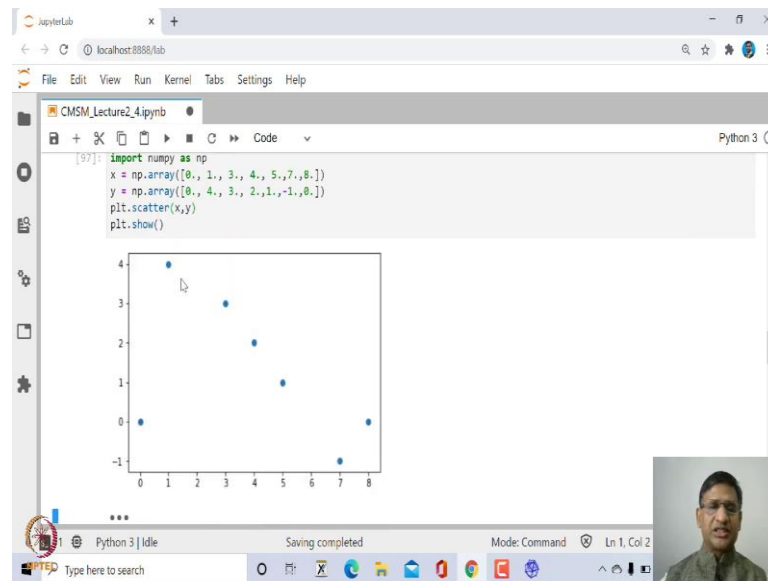 JupyterLab
localhost:8888/lab
File Edit View Run Kernel Tabs Settings Help
CMSM_Lecture2_4.ipynb
Code
Python 3
[97]: import numpy as np
x = np.array([0., 1., 3., 4., 5.,7.,8.])
y = np.array([0., 4., 3., 2.,1.,-1.,0.])
plt.scatter(x,y)
plt.show()
4
3
2
1
0
-1
0 1 2 3 4 5 6 7 8
1 Python 3 | Idle Saving completed Mode: Command Ln 1, Col 2
NPTEL
Type here to search